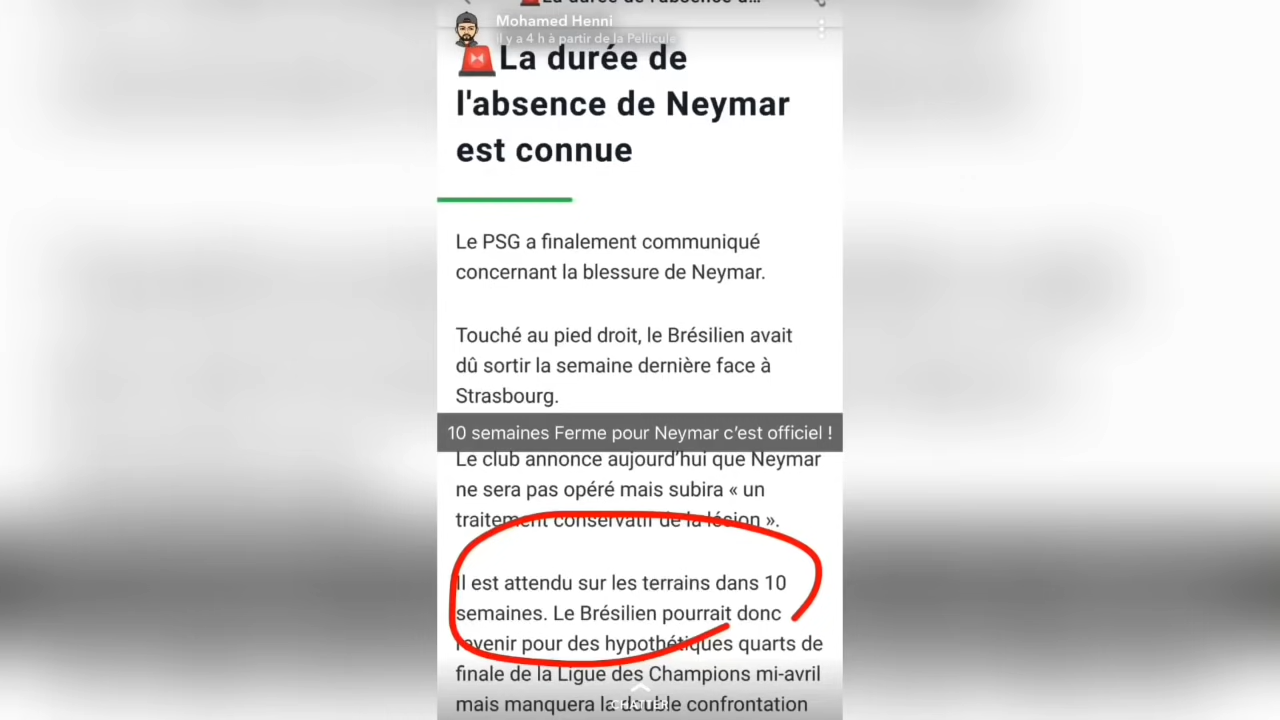 La durée de l'absence d...
Mohamed Henni
il y a 4 h à partir de la Pellicule
La durée de
l'absence de Neymar
est connue
Le PSG a finalement communiqué
concernant la blessure de Neymar.
Touché au pied droit, le Brésilien avait
dû sortir la semaine dernière face à
Strasbourg.
10 semaines Ferme pour Neymar c'est officiel !
Le club annonce aujourd'hui que Neymar
ne sera pas opéré mais subira « un
traitement conservatif de la lésion ».
Il est attendu sur les terrains dans 10
semaines. Le Brésilien pourrait donc
revenir pour des hypothétiques quarts de
finale de la Ligue des Champions mi-avril
mais manquera la double confrontation
CHATTER